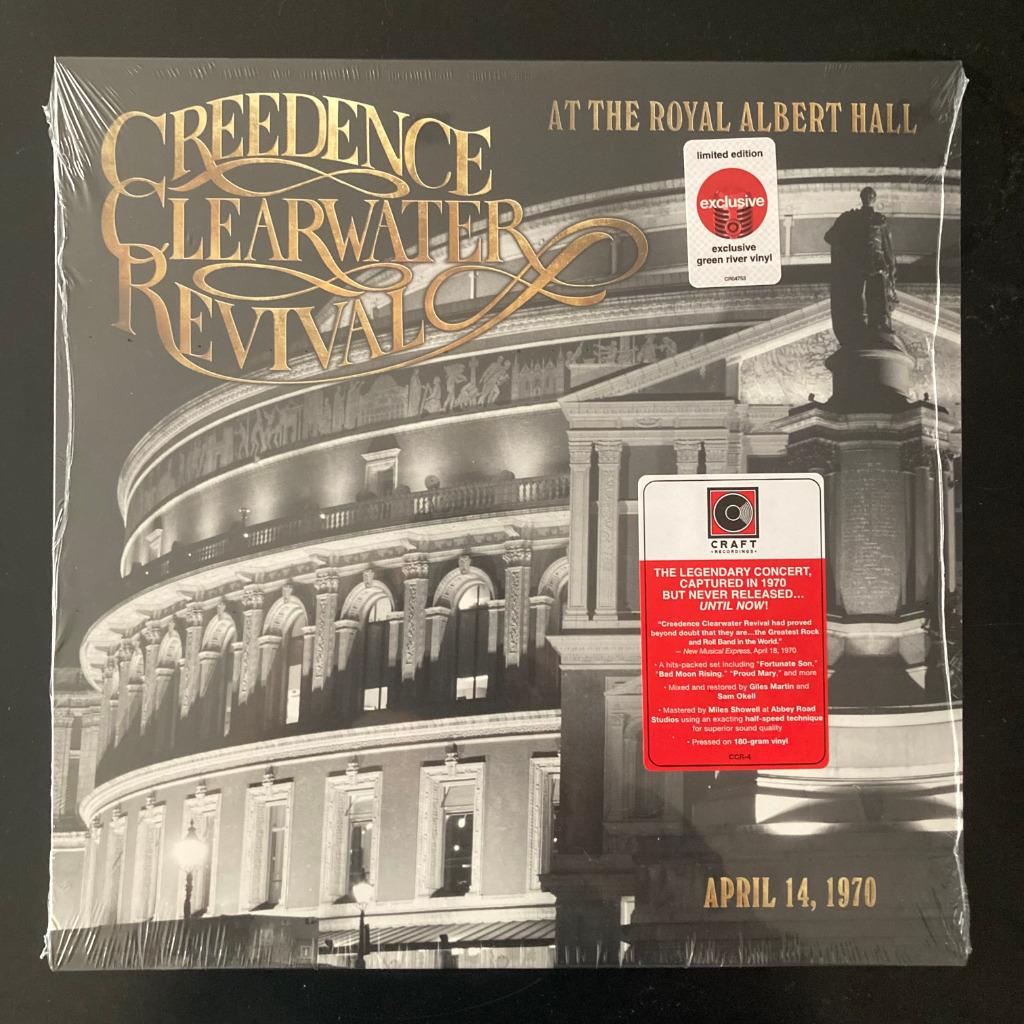 CREEDENCE
CLEARWATER
REVIVAL
AT THE ROYAL ALBERT HALL
limited edition
exclusive
exclusive
green river vinyl
CR04753
CRAFT
•RECORDINGS•
THE LEGENDARY CONCERT,
CAPTURED IN 1970
BUT NEVER RELEASED...
UNTIL NOW!
"Creedence Clearwater Revival had proved
beyond doubt that they are...the Greatest Rock
and Roll Band in the World."
— New Musical Express, April 18, 1970
• A hits-packed set including "Fortunate Son,"
"Bad Moon Rising," "Proud Mary," and more
• Mixed and restored by Giles Martin and
Sam Okell
• Mastered by Miles Showell at Abbey Road
Studios using an exacting half-speed technique
for superior sound quality
• Pressed on 180-gram vinyl
CCR-4
APRIL 14, 1970